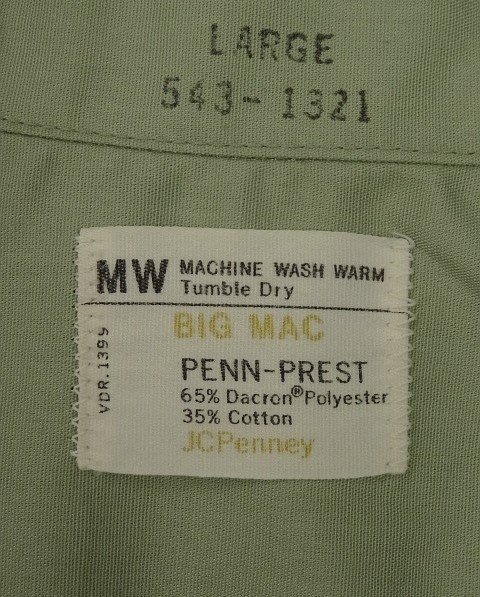 LARGE
543-1321
MW MACHINE WASH WARM
Tumble Dry
BIG MAC
VDR.1399
PENN-PREST
65% Dacron® Polyester
35% Cotton
JCPenney